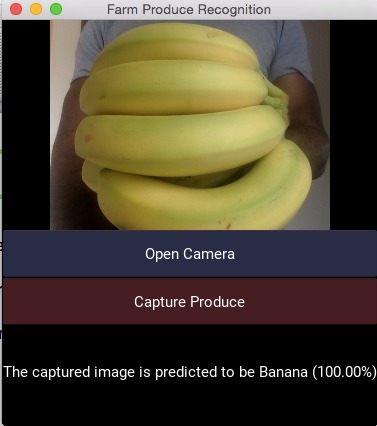 Farm Produce Recognition
Open Camera
Capture Produce
The captured image is predicted to be Banana (100.00%)